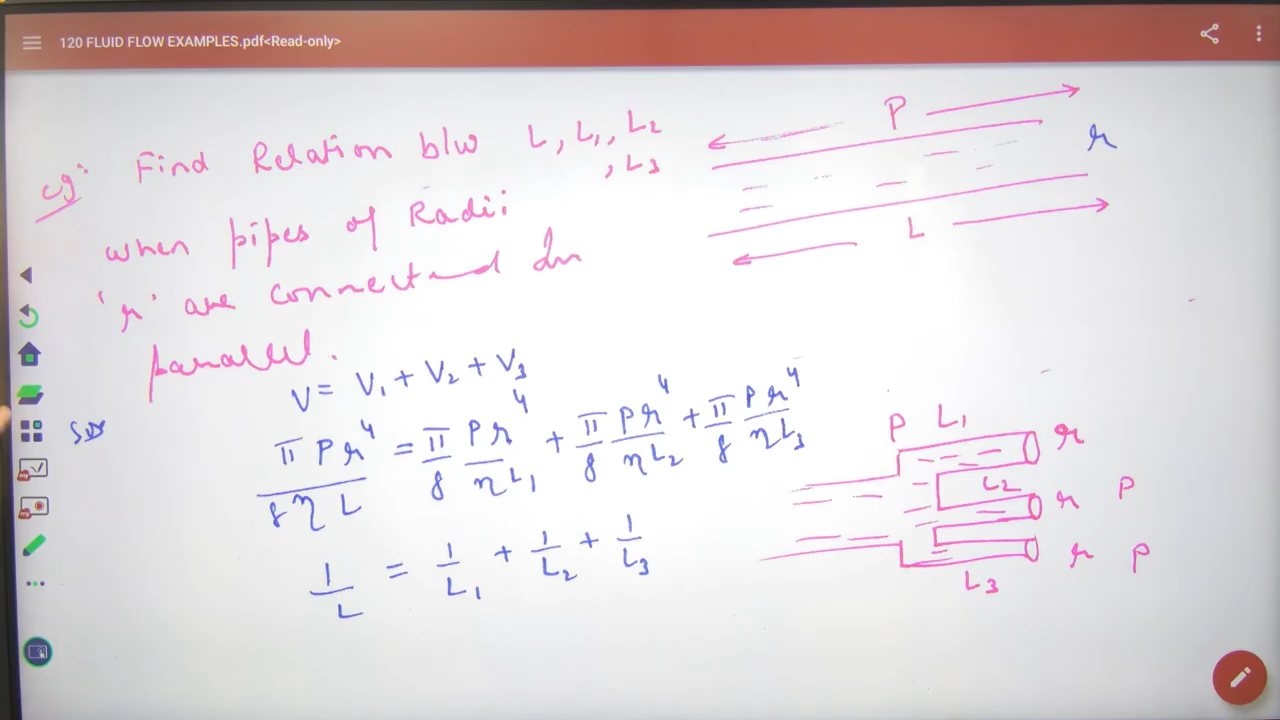 120 FLUID FLOW EXAMPLES.pdf<Read-only>
eg:- Find Relation b/w L, L₁, L₂, L₃
when pipes of Radii
'r' are connected In
parallel.
V = V₁ + V₂ + V₃
πPr⁴/8ηL = π/8 Pr⁴/ηL₁ + π/8 Pr⁴/ηL₂ + π/8 Pr⁴/ηL₃
1/L = 1/L₁ + 1/L₂ + 1/L₃
P
r
L
P L₁ r
L₂ r P
L₃ r P